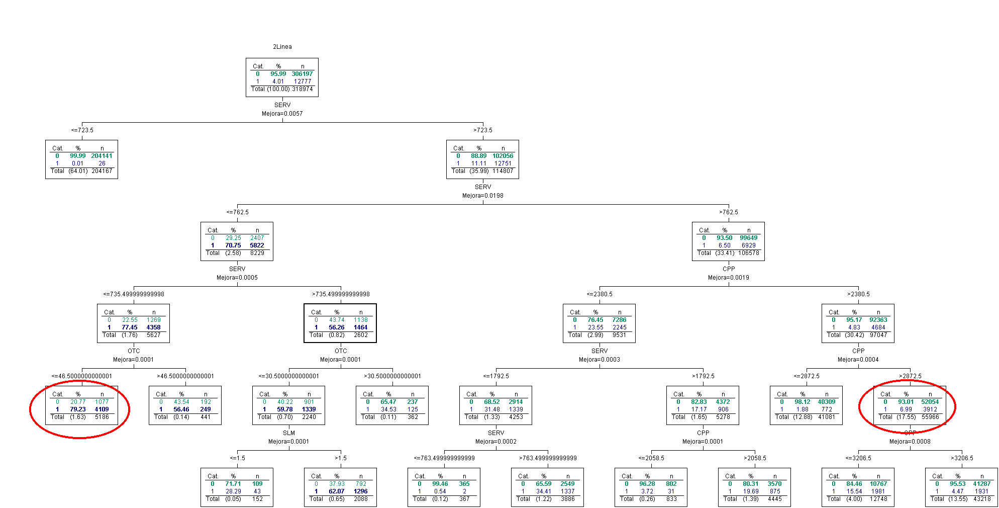 2Linea
Cat. % n
0 95.99 306197
1 4.01 12777
Total (100.00) 318974
SERV
Mejora=0.0057
<=723.5 >723.5
Cat. % n Cat. % n
0 99.99 204141 0 88.89 102056
1 0.01 26 1 11.11 12751
Total (64.01) 204167 Total (35.99) 114807
SERV
Mejora=0.0198
<=762.5 >762.5
Cat. % n Cat. % n
0 29.25 2407 0 93.50 99649
1 70.75 5822 1 6.50 6929
Total (2.58) 8229 Total (33.41) 106578
SERV CPP
Mejora=0.0005 Mejora=0.0019
<=735.499999999998 >735.499999999998 <=2380.5 >2380.5
Cat. % n Cat. % n Cat. % n Cat. % n
0 22.55 1269 0 43.74 1138 0 76.45 7286 0 95.17 92363
1 77.45 4358 1 56.26 1464 1 23.55 2245 1 4.83 4684
Total (1.76) 5627 Total (0.82) 2602 Total (2.99) 9531 Total (30.42) 97047
OTC OTC SERV CPP
Mejora=0.0001 Mejora=0.0001 Mejora=0.0003 Mejora=0.0004
<=46.5000000000001 >46.5000000000001 <=30.50000000000001 >30.5000000000001 <=1792.5 >1792.5 <=2872.5 >2872.5
Cat. % n Cat. % n Cat. % n Cat. % n Cat. % n Cat. % n Cat. % n Cat. % n
0 20.77 1077 0 43.54 192 0 40.22 901 0 65.47 237 0 68.52 2914 0 82.83 4372 0 98.12 40309 0 93.01 52054
1 79.23 4109 1 56.46 249 1 59.78 1339 1 34.53 125 1 31.48 1339 1 17.17 906 1 1.88 772 1 6.99 3912
Total (1.63) 5186 Total (0.14) 441 Total (0.70) 2240 Total (0.11) 362 Total (1.33) 4253 Total (1.65) 5278 Total (12.88) 41081 Total (17.55) 55966
SLM SERV CPP CPP
Mejora=0.0001 Mejora=0.0002 Mejora=0.0001 Mejora=0.0008
<=1.5 >1.5 <=763.499999999999 >763.499999999999 <=2058.5 >2058.5 <=3206.5 >3206.5
Cat. % n Cat. % n Cat. % n Cat. % n Cat. % n Cat. % n Cat. % n Cat. % n
0 71.71 109 0 37.93 792 0 99.46 365 0 65.59 2549 0 96.28 802 0 80.31 3570 0 84.46 10767 0 95.53 41287
1 28.29 43 1 62.07 1296 1 0.54 2 1 34.41 1337 1 3.72 31 1 19.69 875 1 15.54 1981 1 4.47 1931
Total (0.05) 152 Total (0.65) 2088 Total (0.12) 367 Total (1.22) 3886 Total (0.26) 833 Total (1.39) 4445 Total (4.00) 12748 Total (13.55) 43218